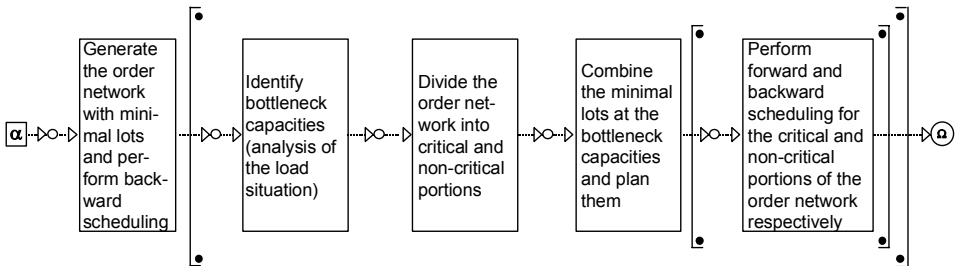 α
Generate
the order
network
with mini-
mal lots
and per-
form back-
ward
scheduling
Identify
bottleneck
capacities
(analysis of
the load
situation)
Divide the
order net-
work into
critical and
non-critical
portions
Combine
the minimal
lots at the
bottleneck
capacities
and plan
them
Perform
forward and
backward
scheduling for
the critical and
non-critical
portions of the
order network
respectively
Ω